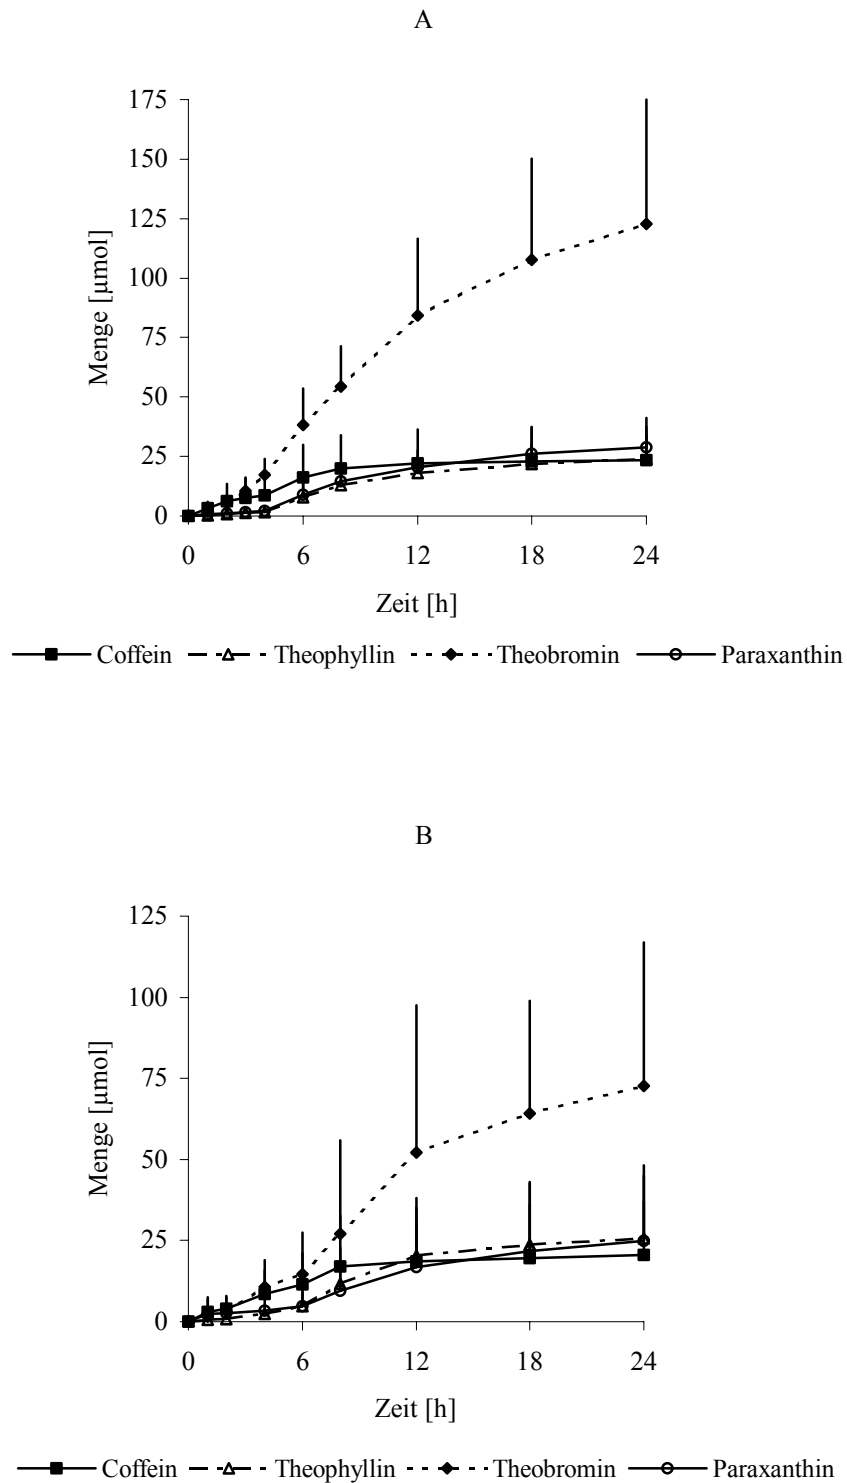 A
175
150
125
100
75
50
25
0
Menge [µmol]
0 6 12 18 24
Zeit [h]
Coffein Theophyllin Theobromin Paraxanthin
B
125
100
75
50
25
0
Menge [µmol]
0 6 12 18 24
Zeit [h]
Coffein Theophyllin Theobromin Paraxanthin